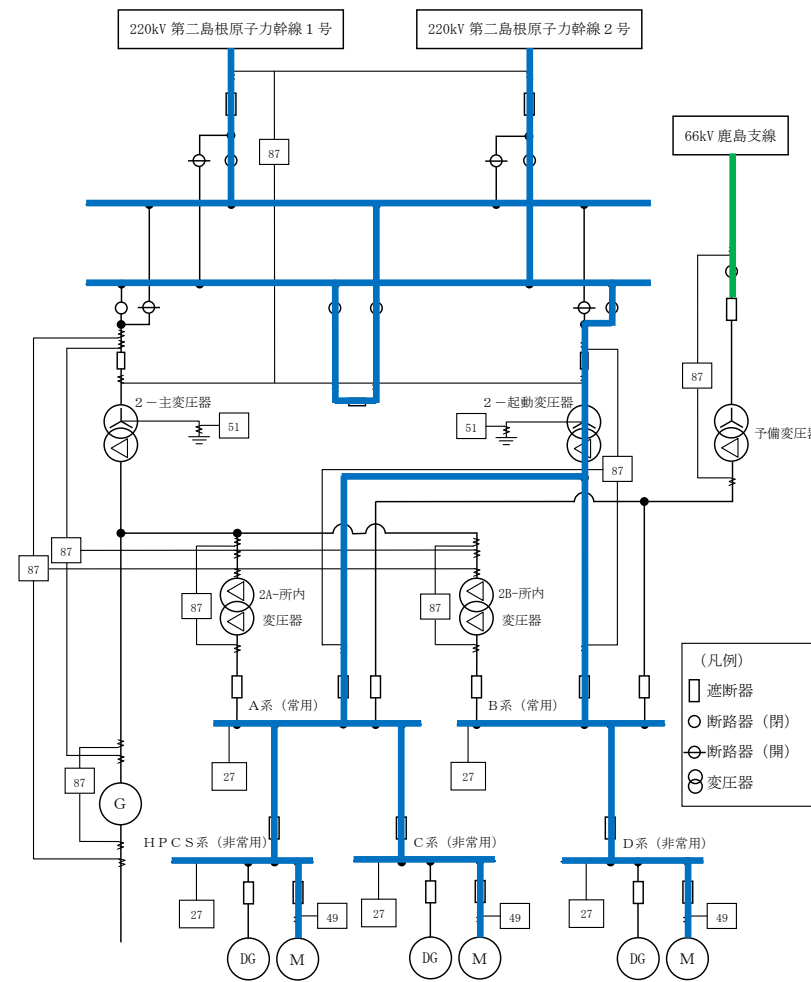 220kV 第二島根原子力幹線１号
220kV 第二島根原子力幹線２号
66kV 鹿島支線
87
87
２－主変圧器
51
２－起動変圧器
51
予備変圧器
87
87
87
87
2A-所内
変圧器
87
2B-所内
変圧器
(凡例)
遮断器
断路器（閉）
断路器（開）
変圧器
A系（常用）
B系（常用）
27
27
87
G
ＨＰＣＳ系（非常用）
C系（非常用）
D系（非常用）
27
49
27
49
27
49
DG
M
DG
M
DG
M